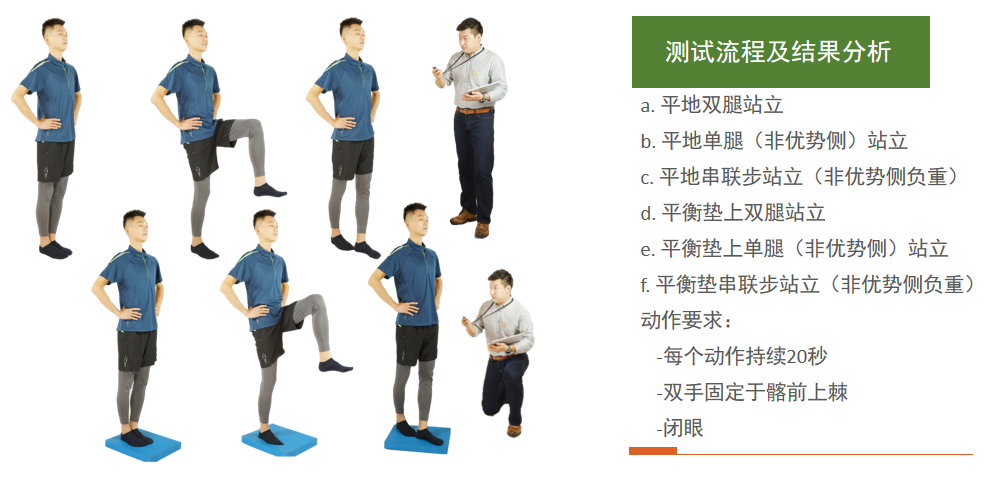 测试流程及结果分析
a. 平地双腿站立
b. 平地单腿（非优势侧）站立
c. 平地串联步站立（非优势侧负重）
d. 平衡垫上双腿站立
e. 平衡垫上单腿（非优势侧）站立
f. 平衡垫串联步站立（非优势侧负重）
动作要求：
-每个动作持续20秒
-双手固定于髂前上棘
-闭眼